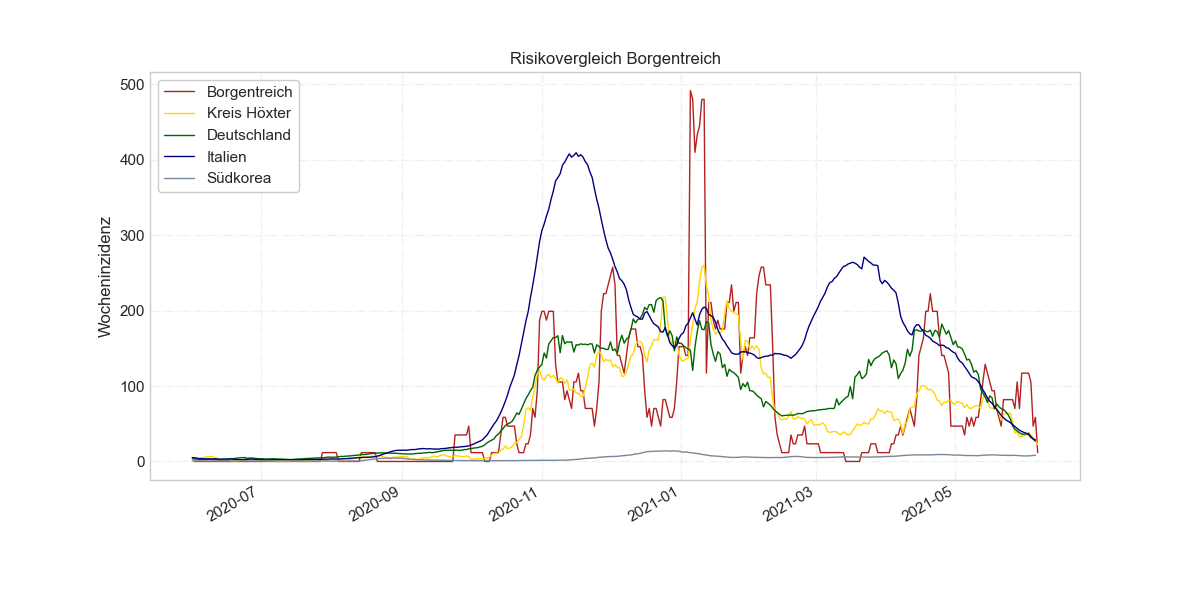 Risikovergleich Borgentreich
500
400
300
200
100
0
Wocheninzidenz
Borgentreich
Kreis Höxter
Deutschland
Italien
Südkorea
2020-07
2020-09
2020-11
2021-01
2021-03
2021-05